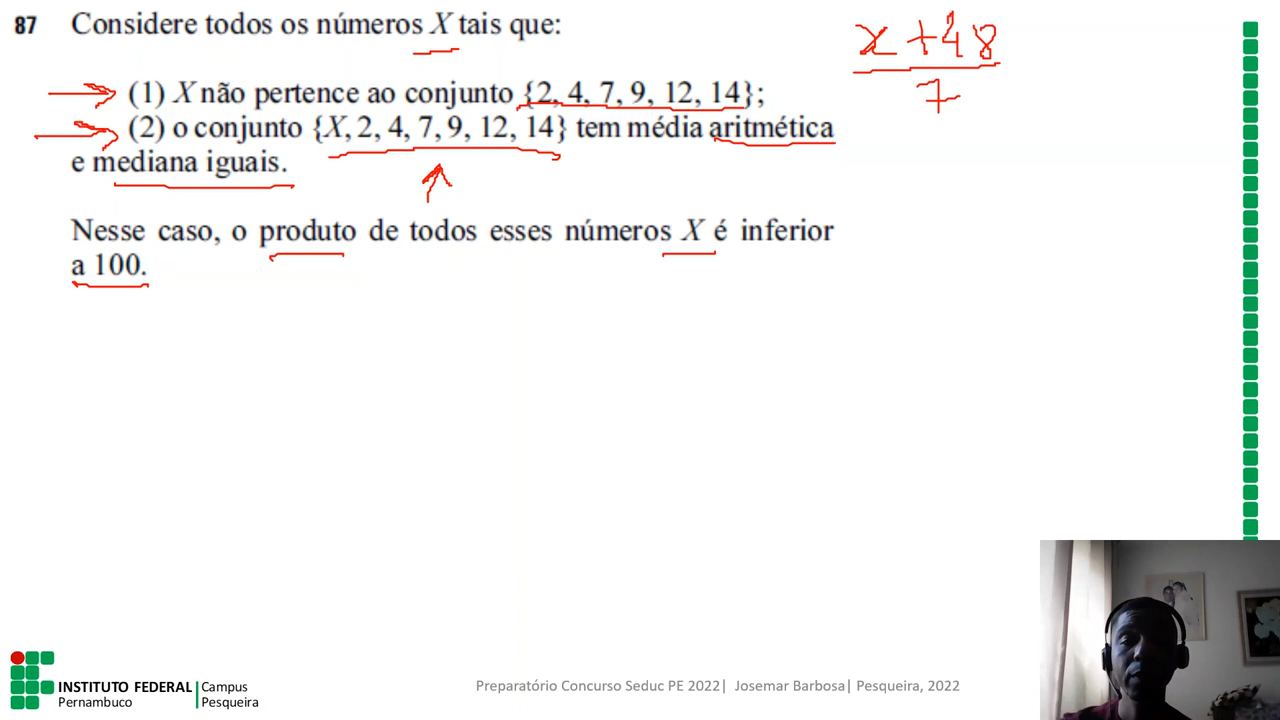 87 Considere todos os números X tais que:
(1) X não pertence ao conjunto {2, 4, 7, 9, 12, 14};
(2) o conjunto {X, 2, 4, 7, 9, 12, 14} tem média aritmética
e mediana iguais.
Nesse caso, o produto de todos esses números X é inferior
a 100.
x + 48
7
INSTITUTO FEDERAL
Pernambuco
Campus
Pesqueira
Preparatório Concurso Seduc PE 2022| Josemar Barbosa| Pesqueira, 2022